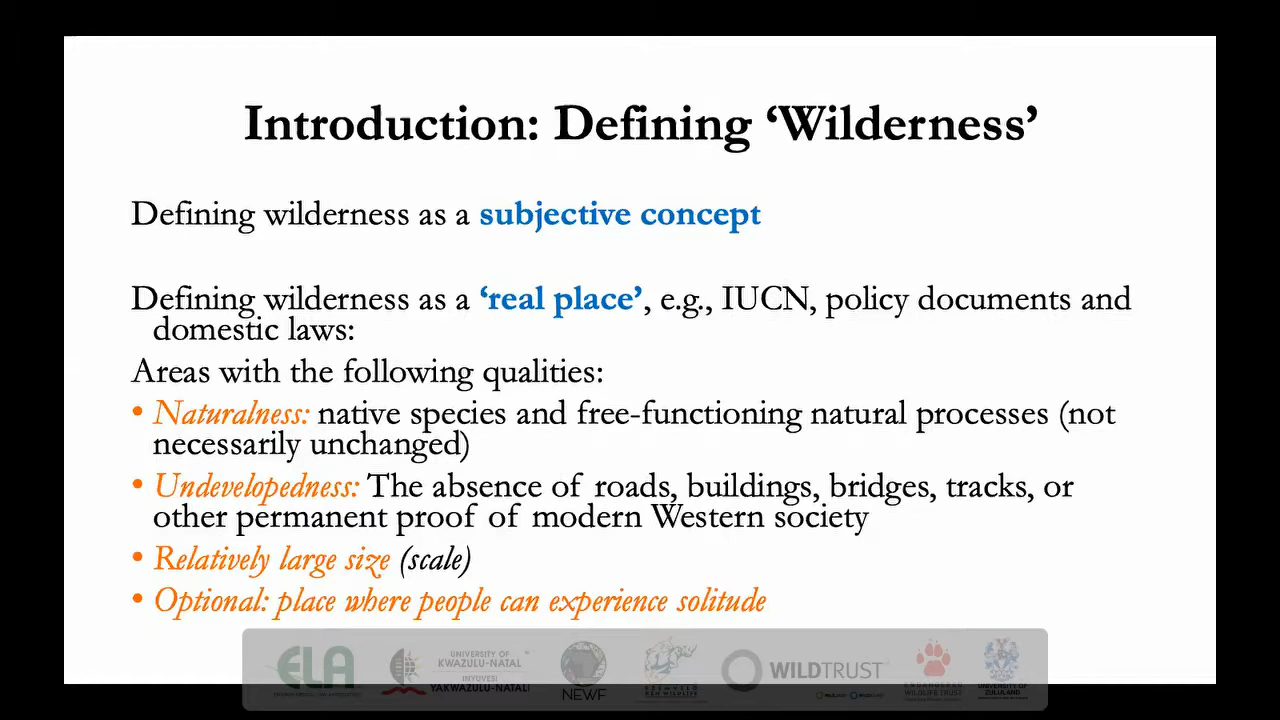 Introduction: Defining ‘Wilderness’
Defining wilderness as a subjective concept
Defining wilderness as a ‘real place’, e.g., IUCN, policy documents and
domestic laws:
Areas with the following qualities:
• Naturalness: native species and free-functioning natural processes (not
necessarily unchanged)
• Undevelopedness: The absence of roads, buildings, bridges, tracks, or
other permanent proof of modern Western society
• Relatively large size (scale)
• Optional: place where people can experience solitude
ELA
UNIVERSITY OF
KWAZULU-NATAL
INYUVESI
YAKWAZULU-NATALI
NEWF
WILDTRUST
WILDLIFE TRUST
UNIVERSITY OF
ZULULAND